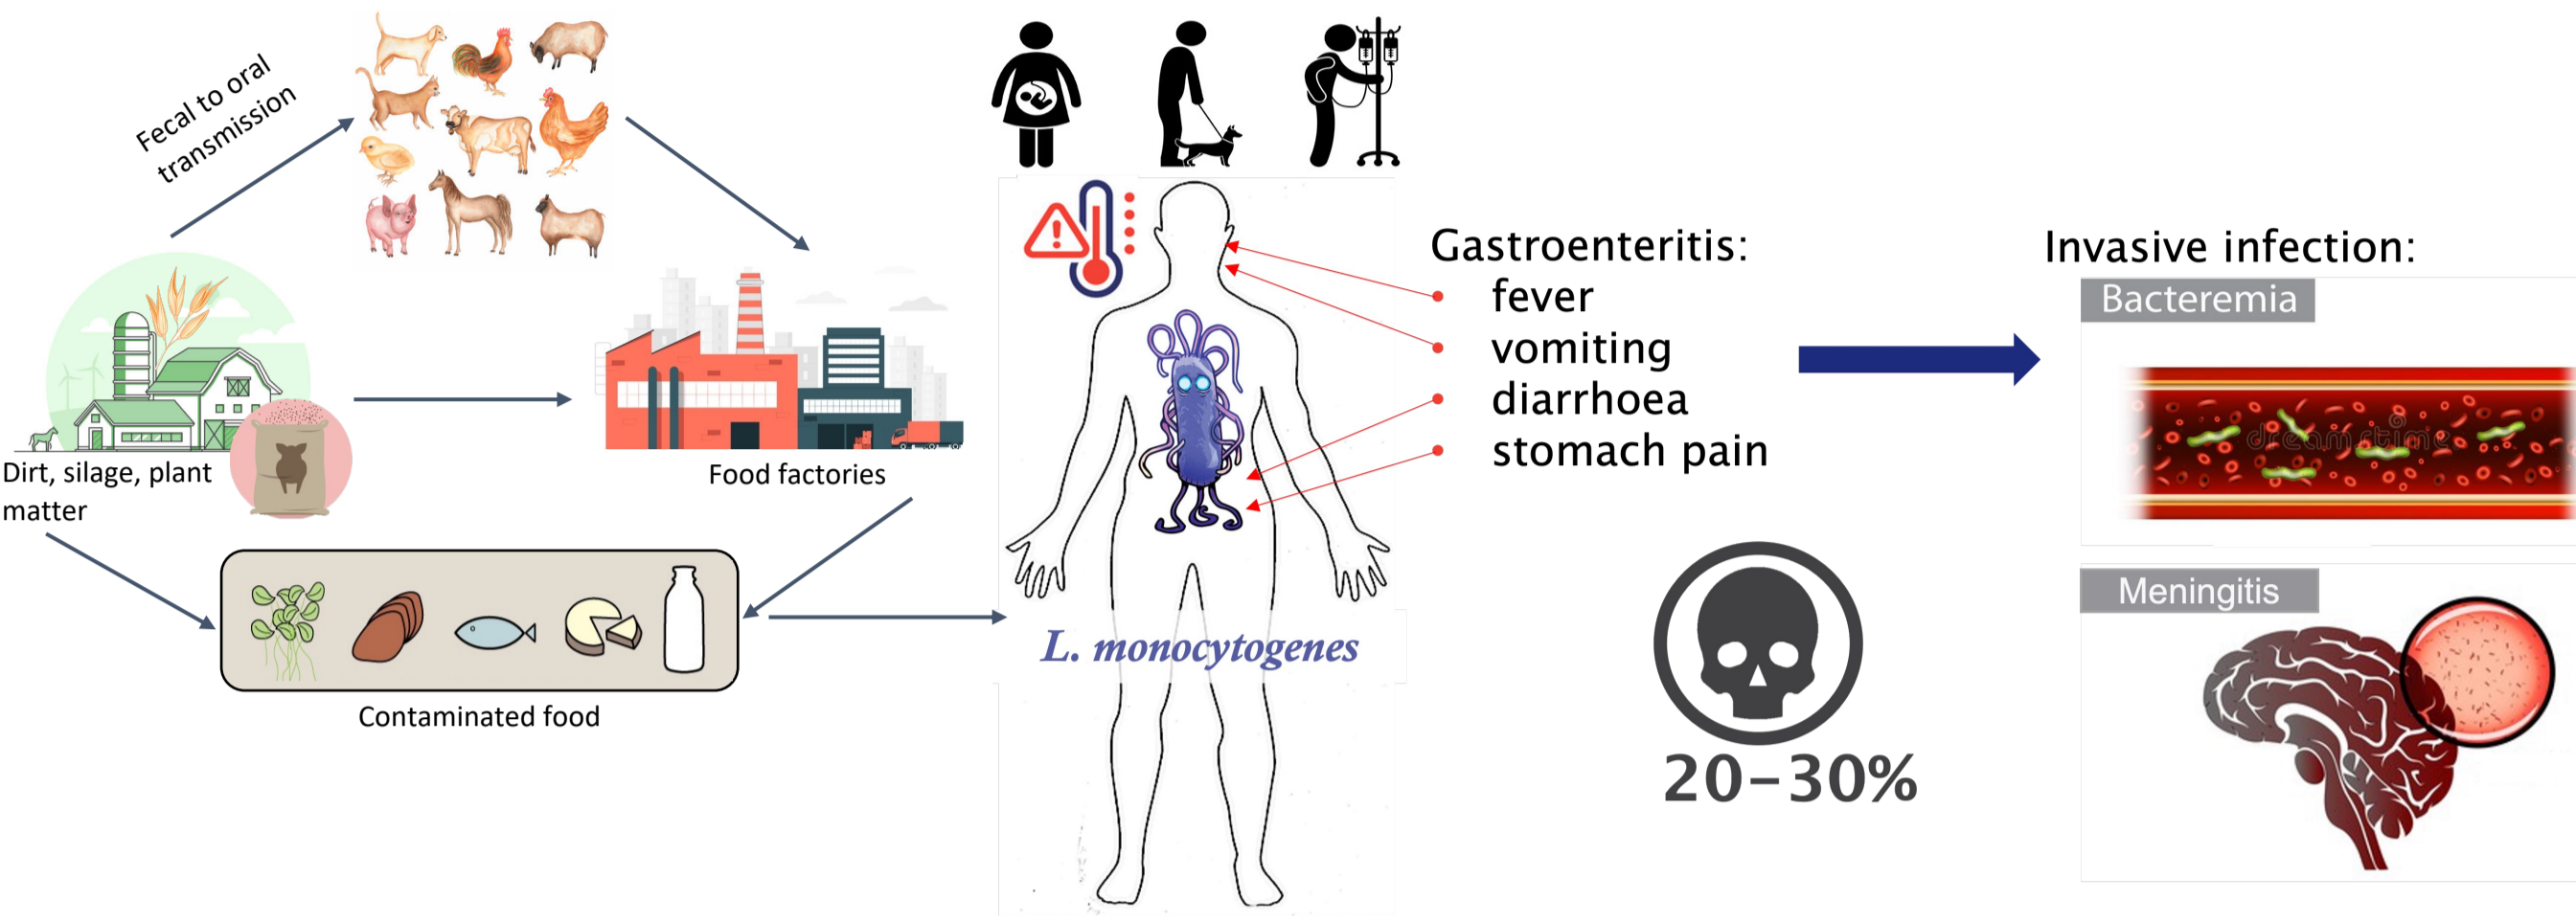 Fecal to oral
transmission
Dirt, silage, plant
matter
Food factories
Contaminated food
L. monocytogenes
Gastroenteritis:
fever
vomiting
diarrhoea
stomach pain
20-30%
Invasive infection:
Bacteremia
dreamstime
Meningitis